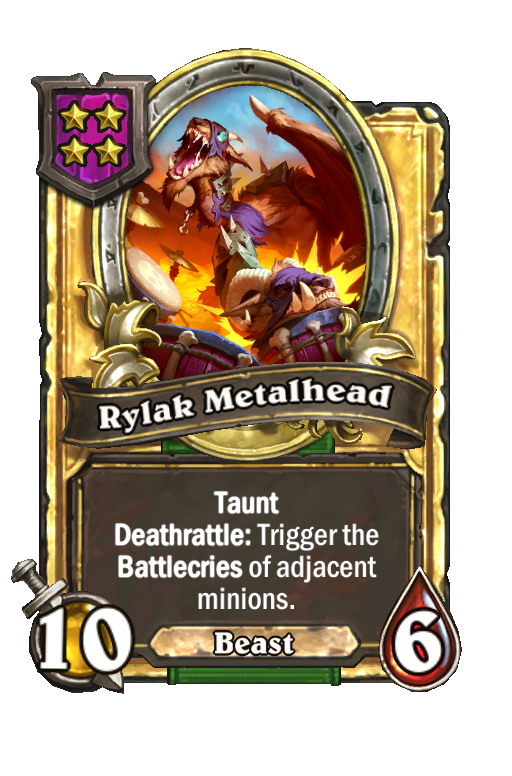 Rylak Metalhead
Taunt
Deathrattle: Trigger the
Battlecries of adjacent
minions.
10
Beast
6